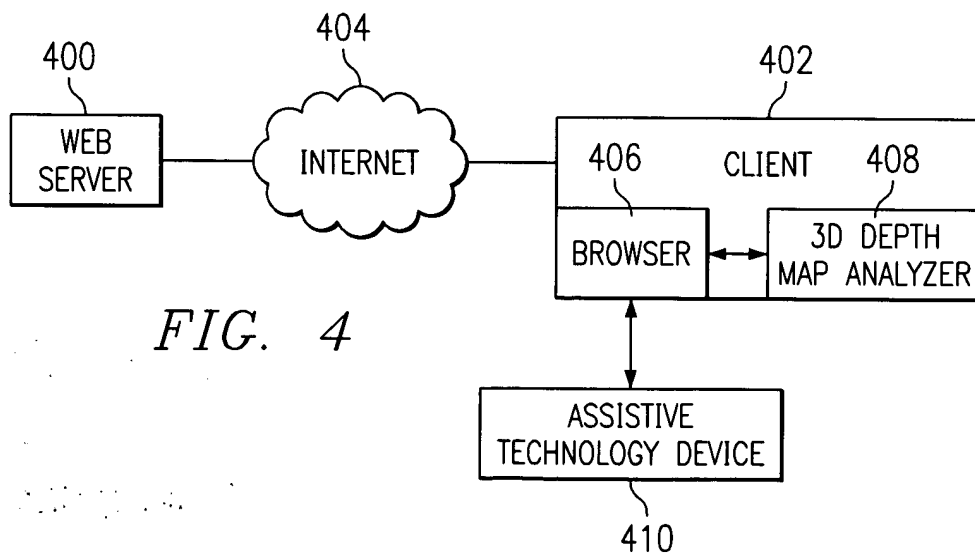 404
400
402
WEB
SERVER
INTERNET
406
CLIENT
408
BROWSER
3D DEPTH
MAP ANALYZER
FIG. 4
ASSISTIVE
TECHNOLOGY DEVICE
410